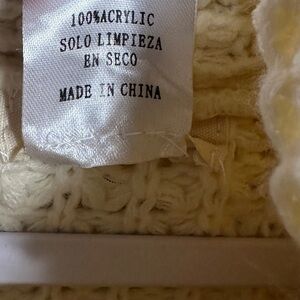 100%ACRYLIC
SOLO LIMPIEZA
EN SECO
MADE IN CHINA